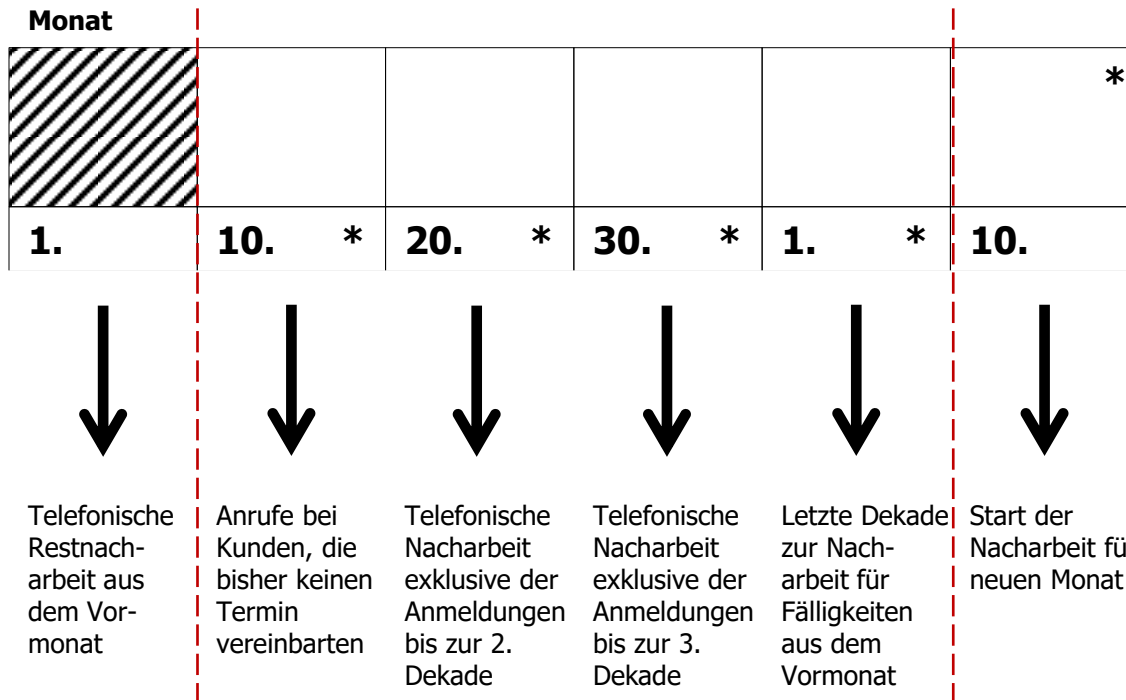 Monat
*
1.
10. *
20. *
30. *
1. *
10.
Telefonische
Restnach-
arbeit aus
dem Vor-
monat
Anrufe bei
Kunden, die
bisher keinen
Termin
vereinbarten
Telefonische
Nacharbeit
exklusive der
Anmeldungen
bis zur 2.
Dekade
Telefonische
Nacharbeit
exklusive der
Anmeldungen
bis zur 3.
Dekade
Letzte Dekade
zur Nach-
arbeit für
Fälligkeiten
aus dem
Vormonat
Start der
Nacharbeit fü
neuen Monat